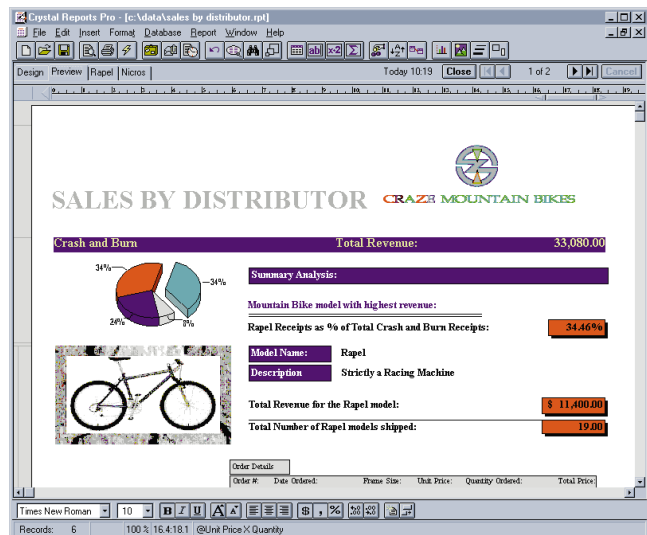 Crystal Reports Pro - [c:\data\sales by distributor.rpt]
File Edit Insert Format Database Report Window Help
Design Preview Rapel Nicros Today 10:19 Close 1 of 2 Cancel
SALES BY DISTRIBUTOR CRAZE MOUNTAIN BIKES
Crash and Burn Total Revenue: 33,080.00
34%
34%
24%
8%
Summary Analysis:
Mountain Bike model with highest revenue:
Rapel Receipts as % of Total Crash and Burn Receipts: 34.46%
Model Name: Rapel
Description Strictly a Racing Machine
Total Revenue for the Rapel model: $ 11,400.00
Total Number of Rapel models shipped: 19.00
Order Details
Order #: Date Ordered: Frame Size: Unit Price: Quantity Ordered: Total Price:
Times New Roman 10 B I U A A $ , %
Records: 6 100 % 16.4:18.1 @Unit Price X Quantity